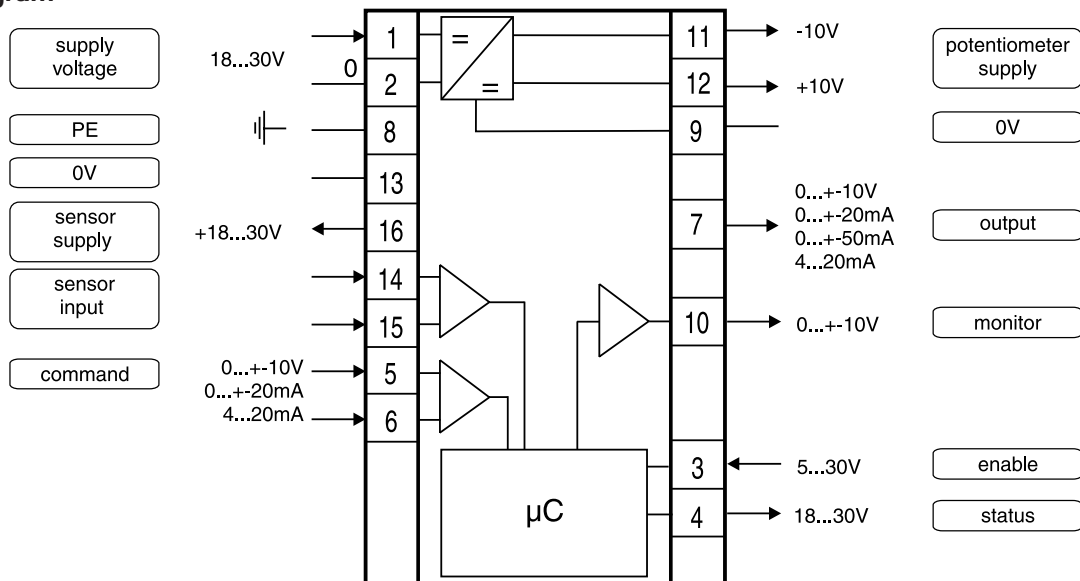 gram
supply
voltage
18...30V
0
PE
0V
sensor
supply
+18...30V
sensor
input
command
0...+-10V
0...+-20mA
4...20mA
1
2
8
13
16
14
15
5
6
=
=
µC
11
12
9
7
10
3
4
-10V
+10V
potentiometer
supply
0V
0...+-10V
0...+-20mA
0...+-50mA
4...20mA
output
0...+-10V
monitor
5...30V
enable
18...30V
status